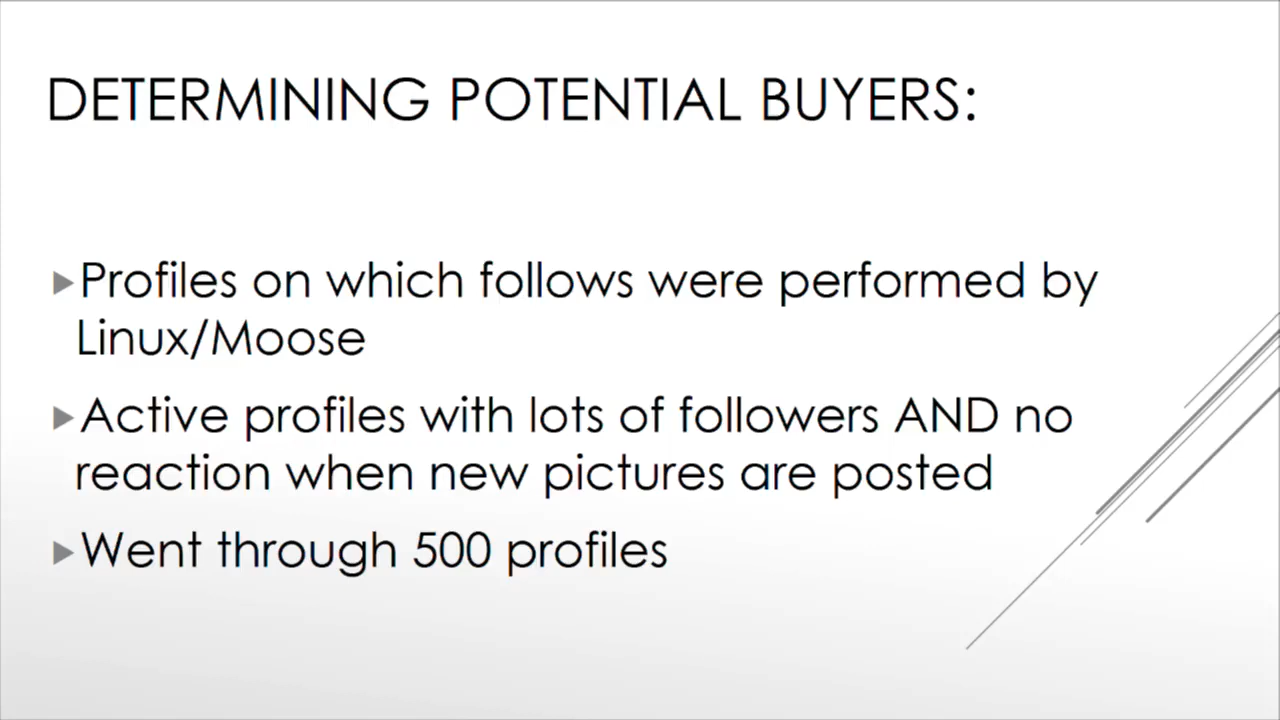 DETERMINING POTENTIAL BUYERS:
Profiles on which follows were performed by
Linux/Moose
Active profiles with lots of followers AND no
reaction when new pictures are posted
Went through 500 profiles